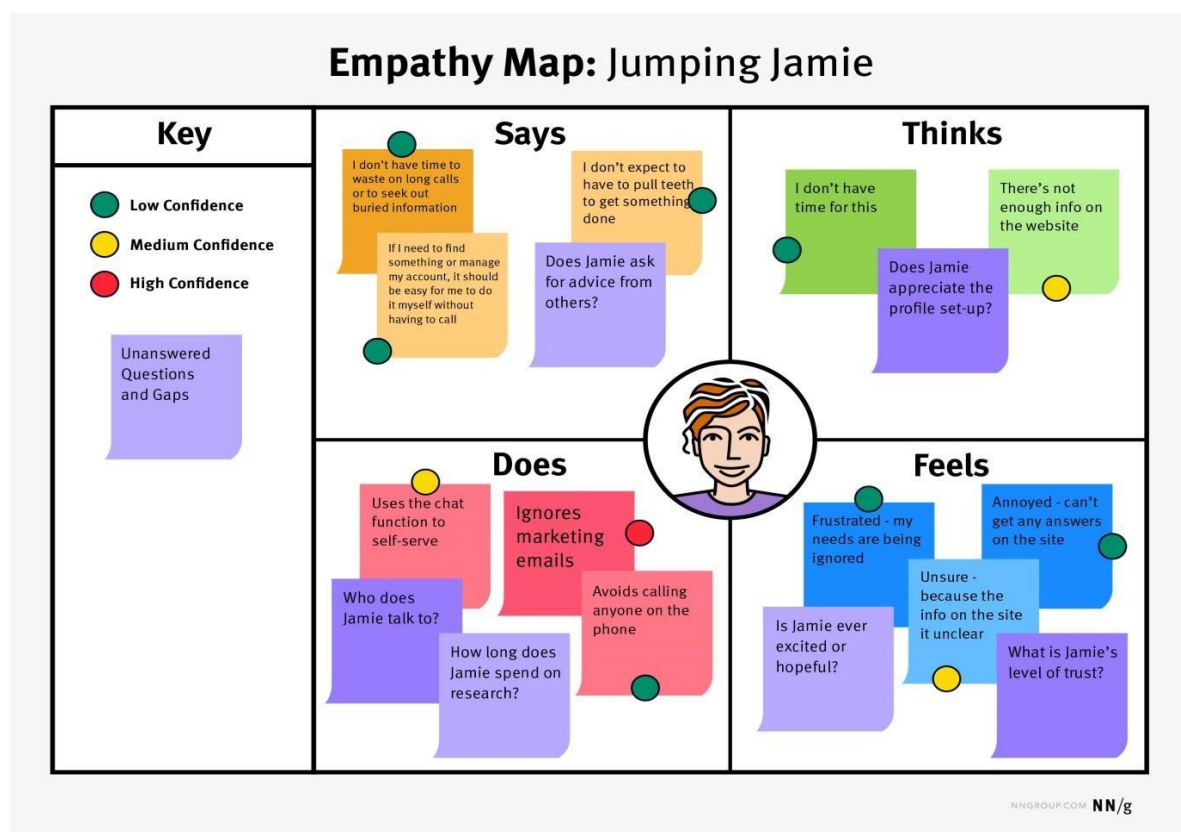 Empathy Map: Jumping Jamie
Key
Low Confidence
Medium Confidence
High Confidence
Unanswered
Questions
and Gaps
Says
I don't have time to
waste on long calls
or to seek out
buried information
If I need to find
something or manage
my account, it should
be easy for me to do
it myself without
having to call
I don't expect to
have to pull teeth
to get something
done
Does Jamie ask
for advice from
others?
Thinks
I don't have
time for this
Does Jamie
appreciate the
profile set-up?
There's not
enough info on
the website
Does
Uses the chat
function to
self-serve
Ignores
marketing
emails
Avoids calling
anyone on the
phone
Who does
Jamie talk to?
How long does
Jamie spend on
research?
Feels
Frustrated - my
needs are being
ignored
Annoyed - can't
get any answers
on the site
Unsure -
because the
info on the site
it unclear
Is Jamie ever
excited or
hopeful?
What is Jamie's
level of trust?
NNGROUP.COM NN/g